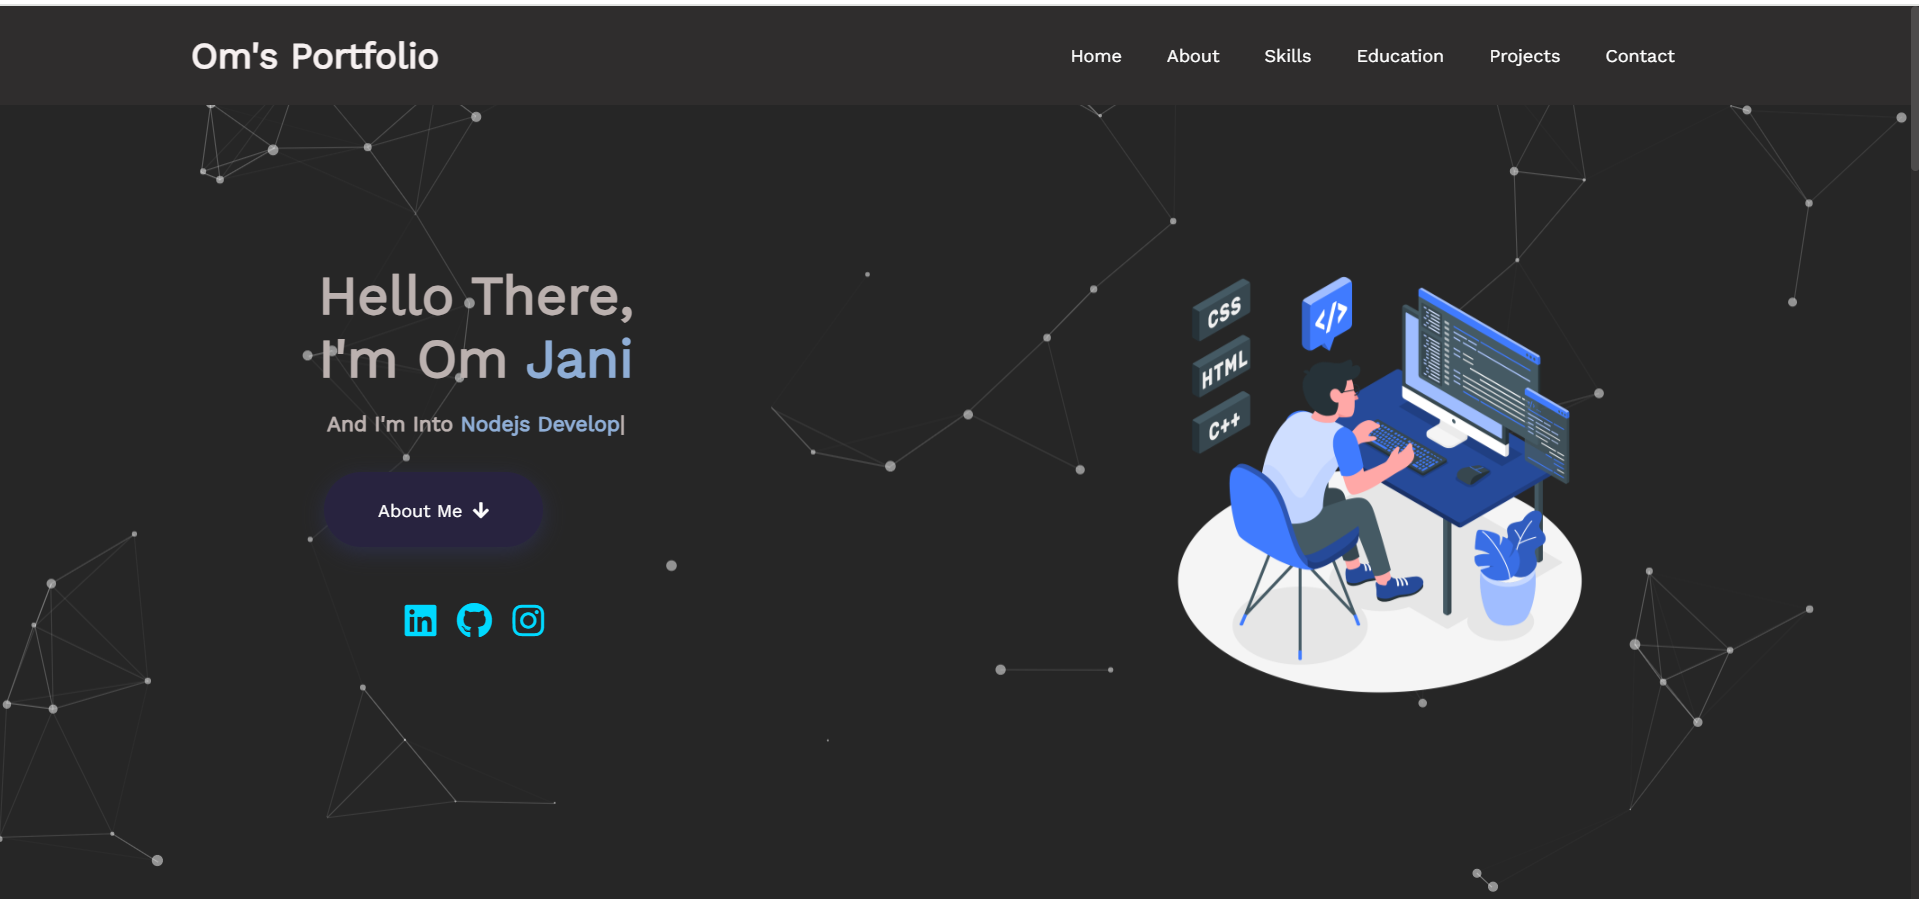 Om's Portfolio
Home About Skills Education Projects Contact
Hello There,
I'm Om Jani
And I'm Into Nodejs Develop|
About Me
CSS
HTML
C++
</>
in